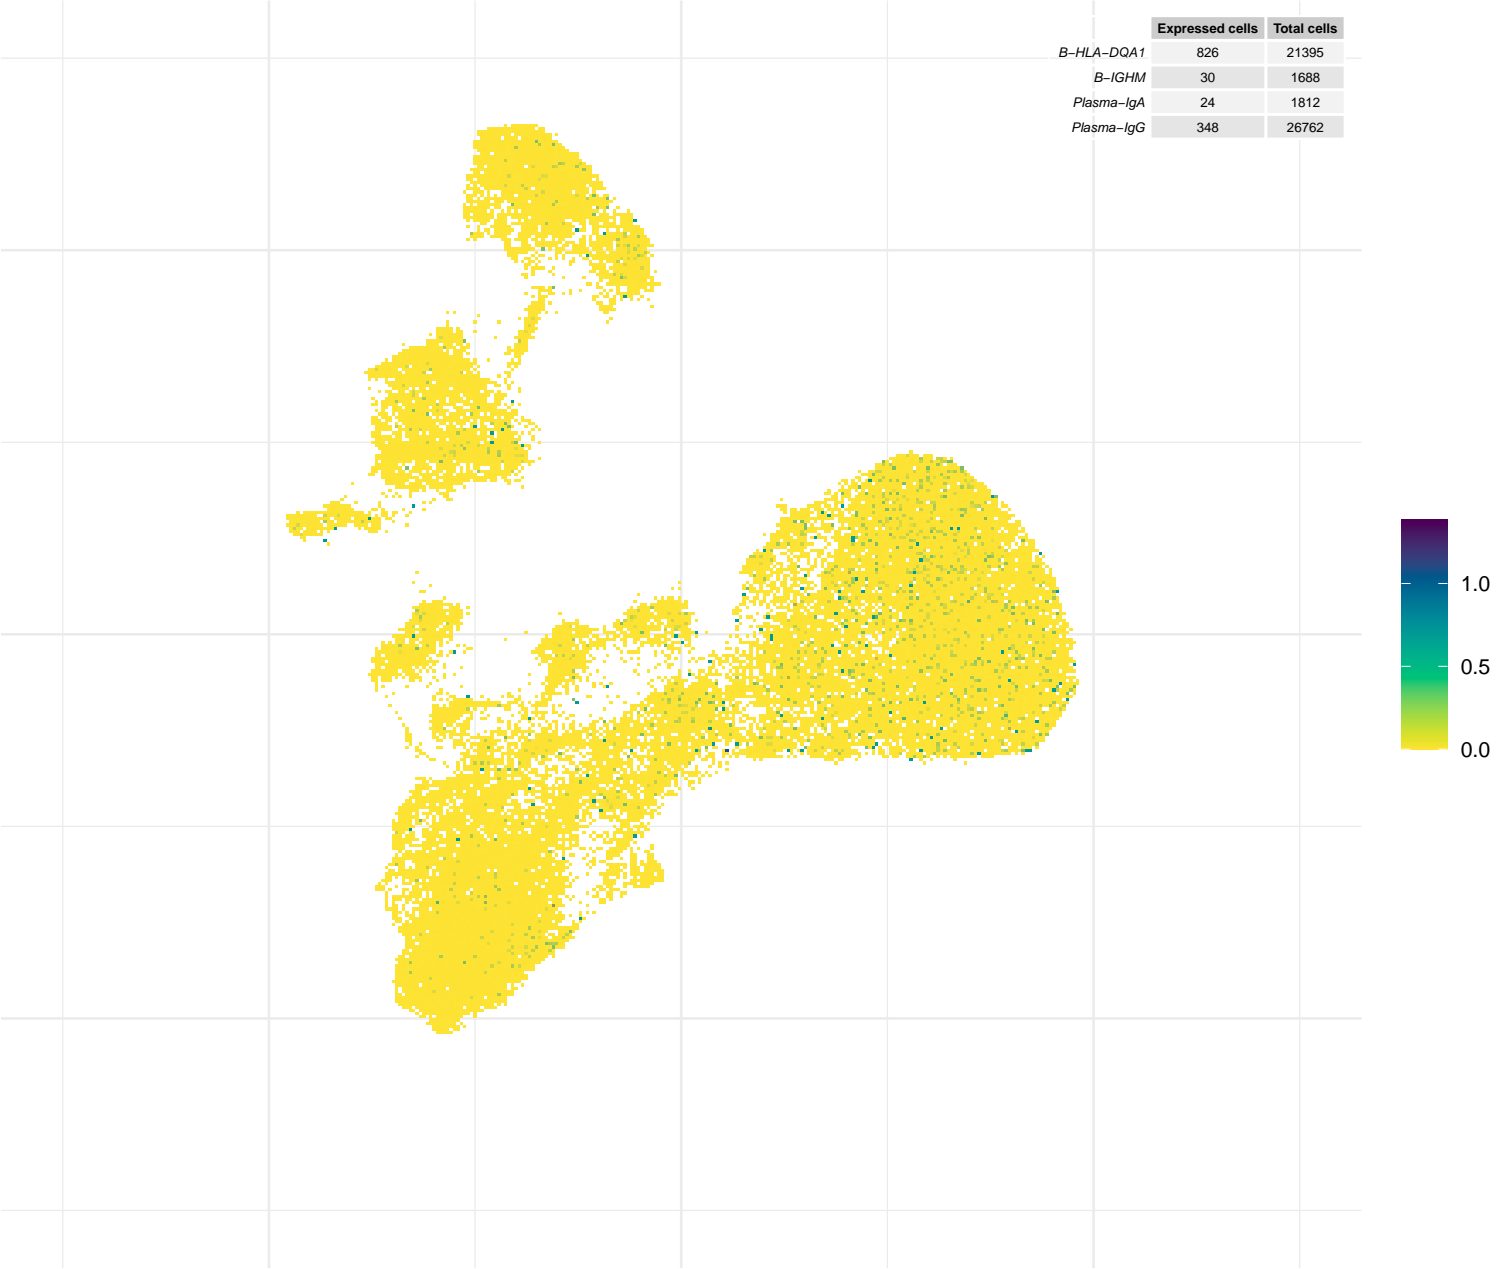 Expressed cells Total cells
B−HLA−DQA1 826 21395
B−IGHM 30 1688
Plasma−IgA 24 1812
Plasma−IgG 348 26762
1.0
0.5
0.0